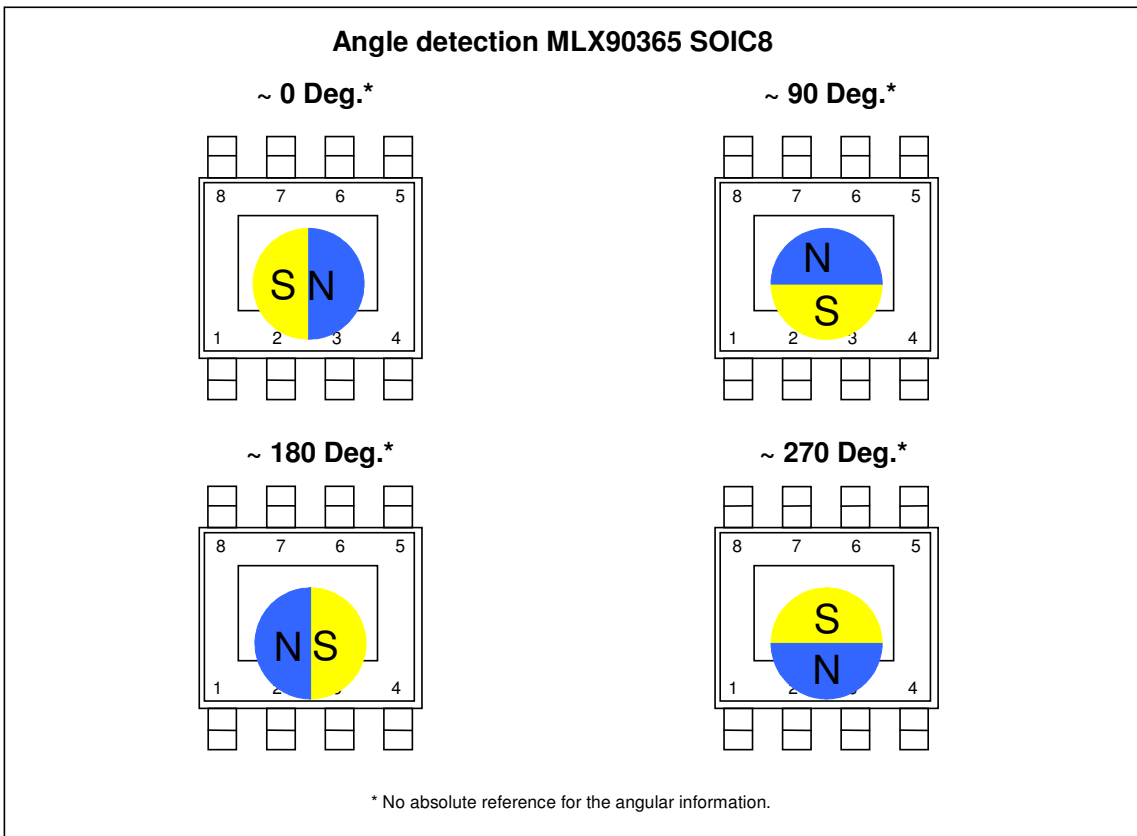 Angle detection MLX90365 SOIC8
~ 0 Deg.*
~ 90 Deg.*
8 7 6 5
S N
1 2 3 4
8 7 6 5
N
S
1 2 3 4
~ 180 Deg.*
~ 270 Deg.*
8 7 6 5
N S
1 2 4
8 7 6 5
S
N
1 2 4
* No absolute reference for the angular information.